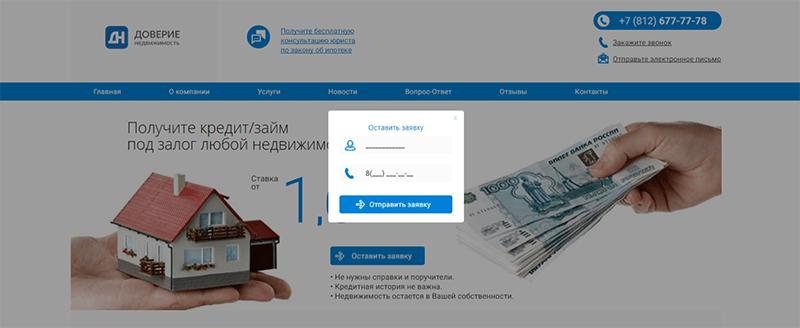 ДН
ДОВЕРИЕ
недвижимость
Получите бесплатную
консультацию юриста
по закону об ипотеке
+7 (812) 677-77-78
Закажите звонок
Отправьте электронное письмо
Главная
О компании
Услуги
Новости
Вопрос-Ответ
Отзывы
Контакты
x
Оставить заявку
____________
8(___) ___-__-__
Отправить заявку
Получите кредит/займ
под залог любой
Ставка
от
1,
Оставить заявку
• Не нужны справки и поручители.
• Кредитная история не важна.
• Недвижимость остается в Вашей собственности.
БИЛЕТ БАНКА РОССИИ
1000